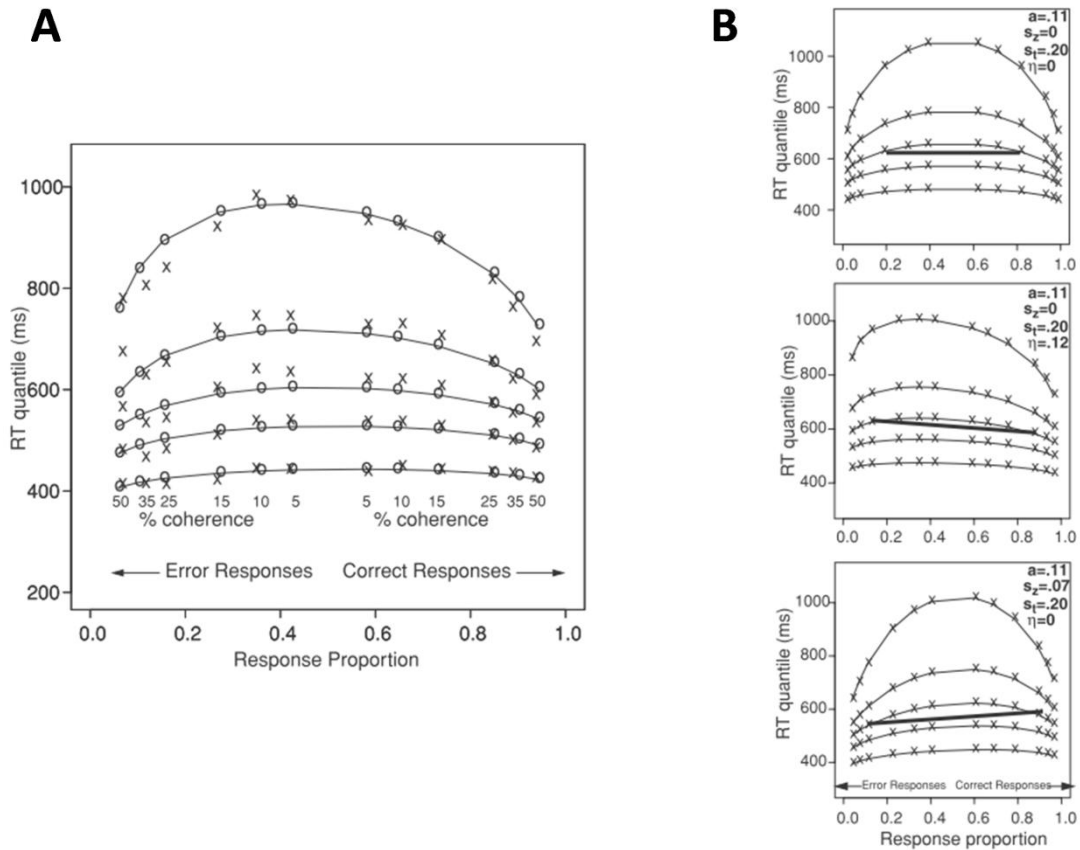 A
B
1000
800
600
400
200
RT quantile (ms)
50 35 25 15 10 5 5 10 15 25 35 50
% coherence % coherence
Error Responses Correct Responses
0.0 0.2 0.4 0.6 0.8 1.0
Response Proportion
a=.11
s_z=0
s_t=.20
η=0
1000
800
600
400
RT quantile (ms)
0.0 0.2 0.4 0.6 0.8 1.0
a=.11
s_z=0
s_t=.20
η=.12
1000
800
600
400
RT quantile (ms)
0.0 0.2 0.4 0.6 0.8 1.0
a=.11
s_z=.07
s_t=.20
η=0
1000
800
600
400
RT quantile (ms)
Error Responses Correct Responses
0.0 0.2 0.4 0.6 0.8 1.0
Response proportion